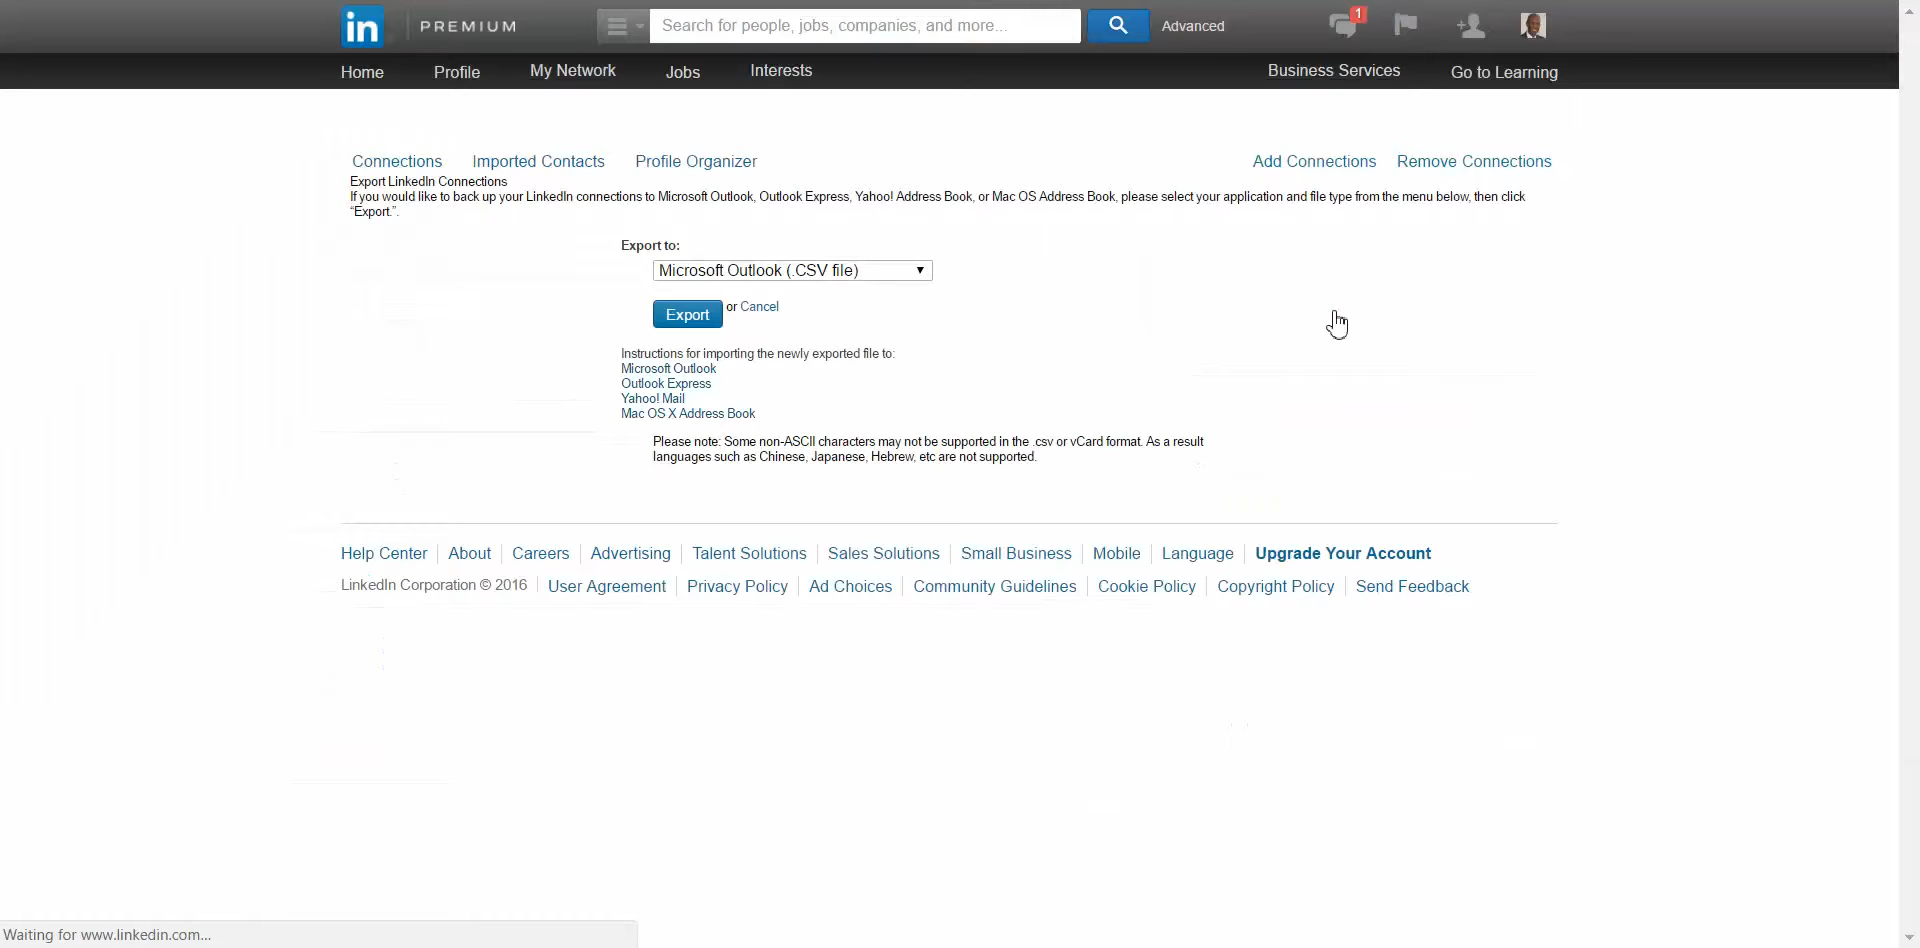 in PREMIUM Search for people, jobs, companies, and more... Advanced 1
Home Profile My Network Jobs Interests Business Services Go to Learning
Connections Imported Contacts Profile Organizer Add Connections Remove Connections
Export LinkedIn Connections
If you would like to back up your LinkedIn connections to Microsoft Outlook, Outlook Express, Yahoo! Address Book, or Mac OS Address Book, please select your application and file type from the menu below, then click
“Export.”.
Export to:
Microsoft Outlook (.CSV file)
Export or Cancel
Instructions for importing the newly exported file to:
Microsoft Outlook
Outlook Express
Yahoo! Mail
Mac OS X Address Book
Please note: Some non-ASCII characters may not be supported in the .csv or vCard format. As a result
languages such as Chinese, Japanese, Hebrew, etc are not supported.
Help Center About Careers Advertising Talent Solutions Sales Solutions Small Business Mobile Language Upgrade Your Account
LinkedIn Corporation © 2016 User Agreement Privacy Policy Ad Choices Community Guidelines Cookie Policy Copyright Policy Send Feedback
Waiting for www.linkedin.com...